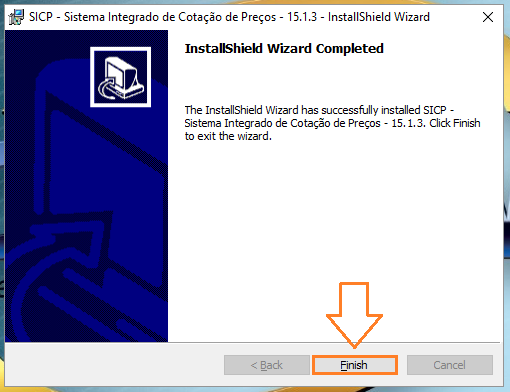 SICP - Sistema Integrado de Cotação de Preços - 15.1.3 - InstallShield Wizard
InstallShield Wizard Completed
The InstallShield Wizard has successfully installed SICP -
Sistema Integrado de Cotação de Preços - 15.1.3. Click Finish
to exit the wizard.
< Back
Finish
Cancel